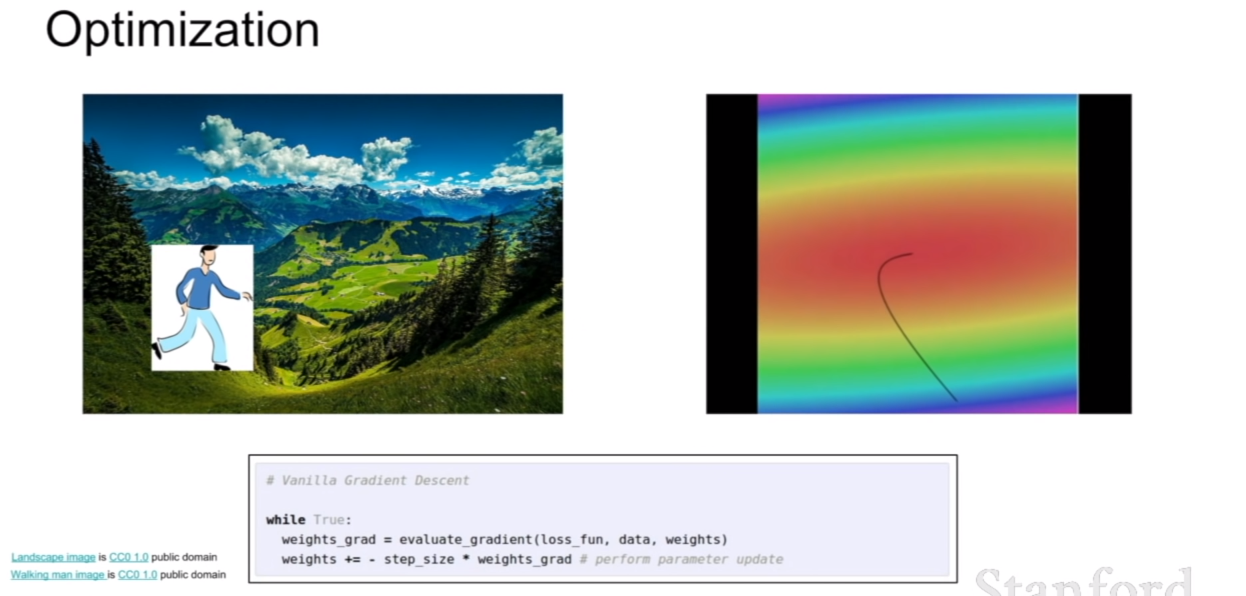 Optimization
# Vanilla Gradient Descent
while True:
weights_grad = evaluate_gradient(loss_fun, data, weights)
weights += - step_size * weights_grad # perform parameter update
Landscape image is CC0 1.0 public domain
Walking man image is CC0 1.0 public domain
Stanford